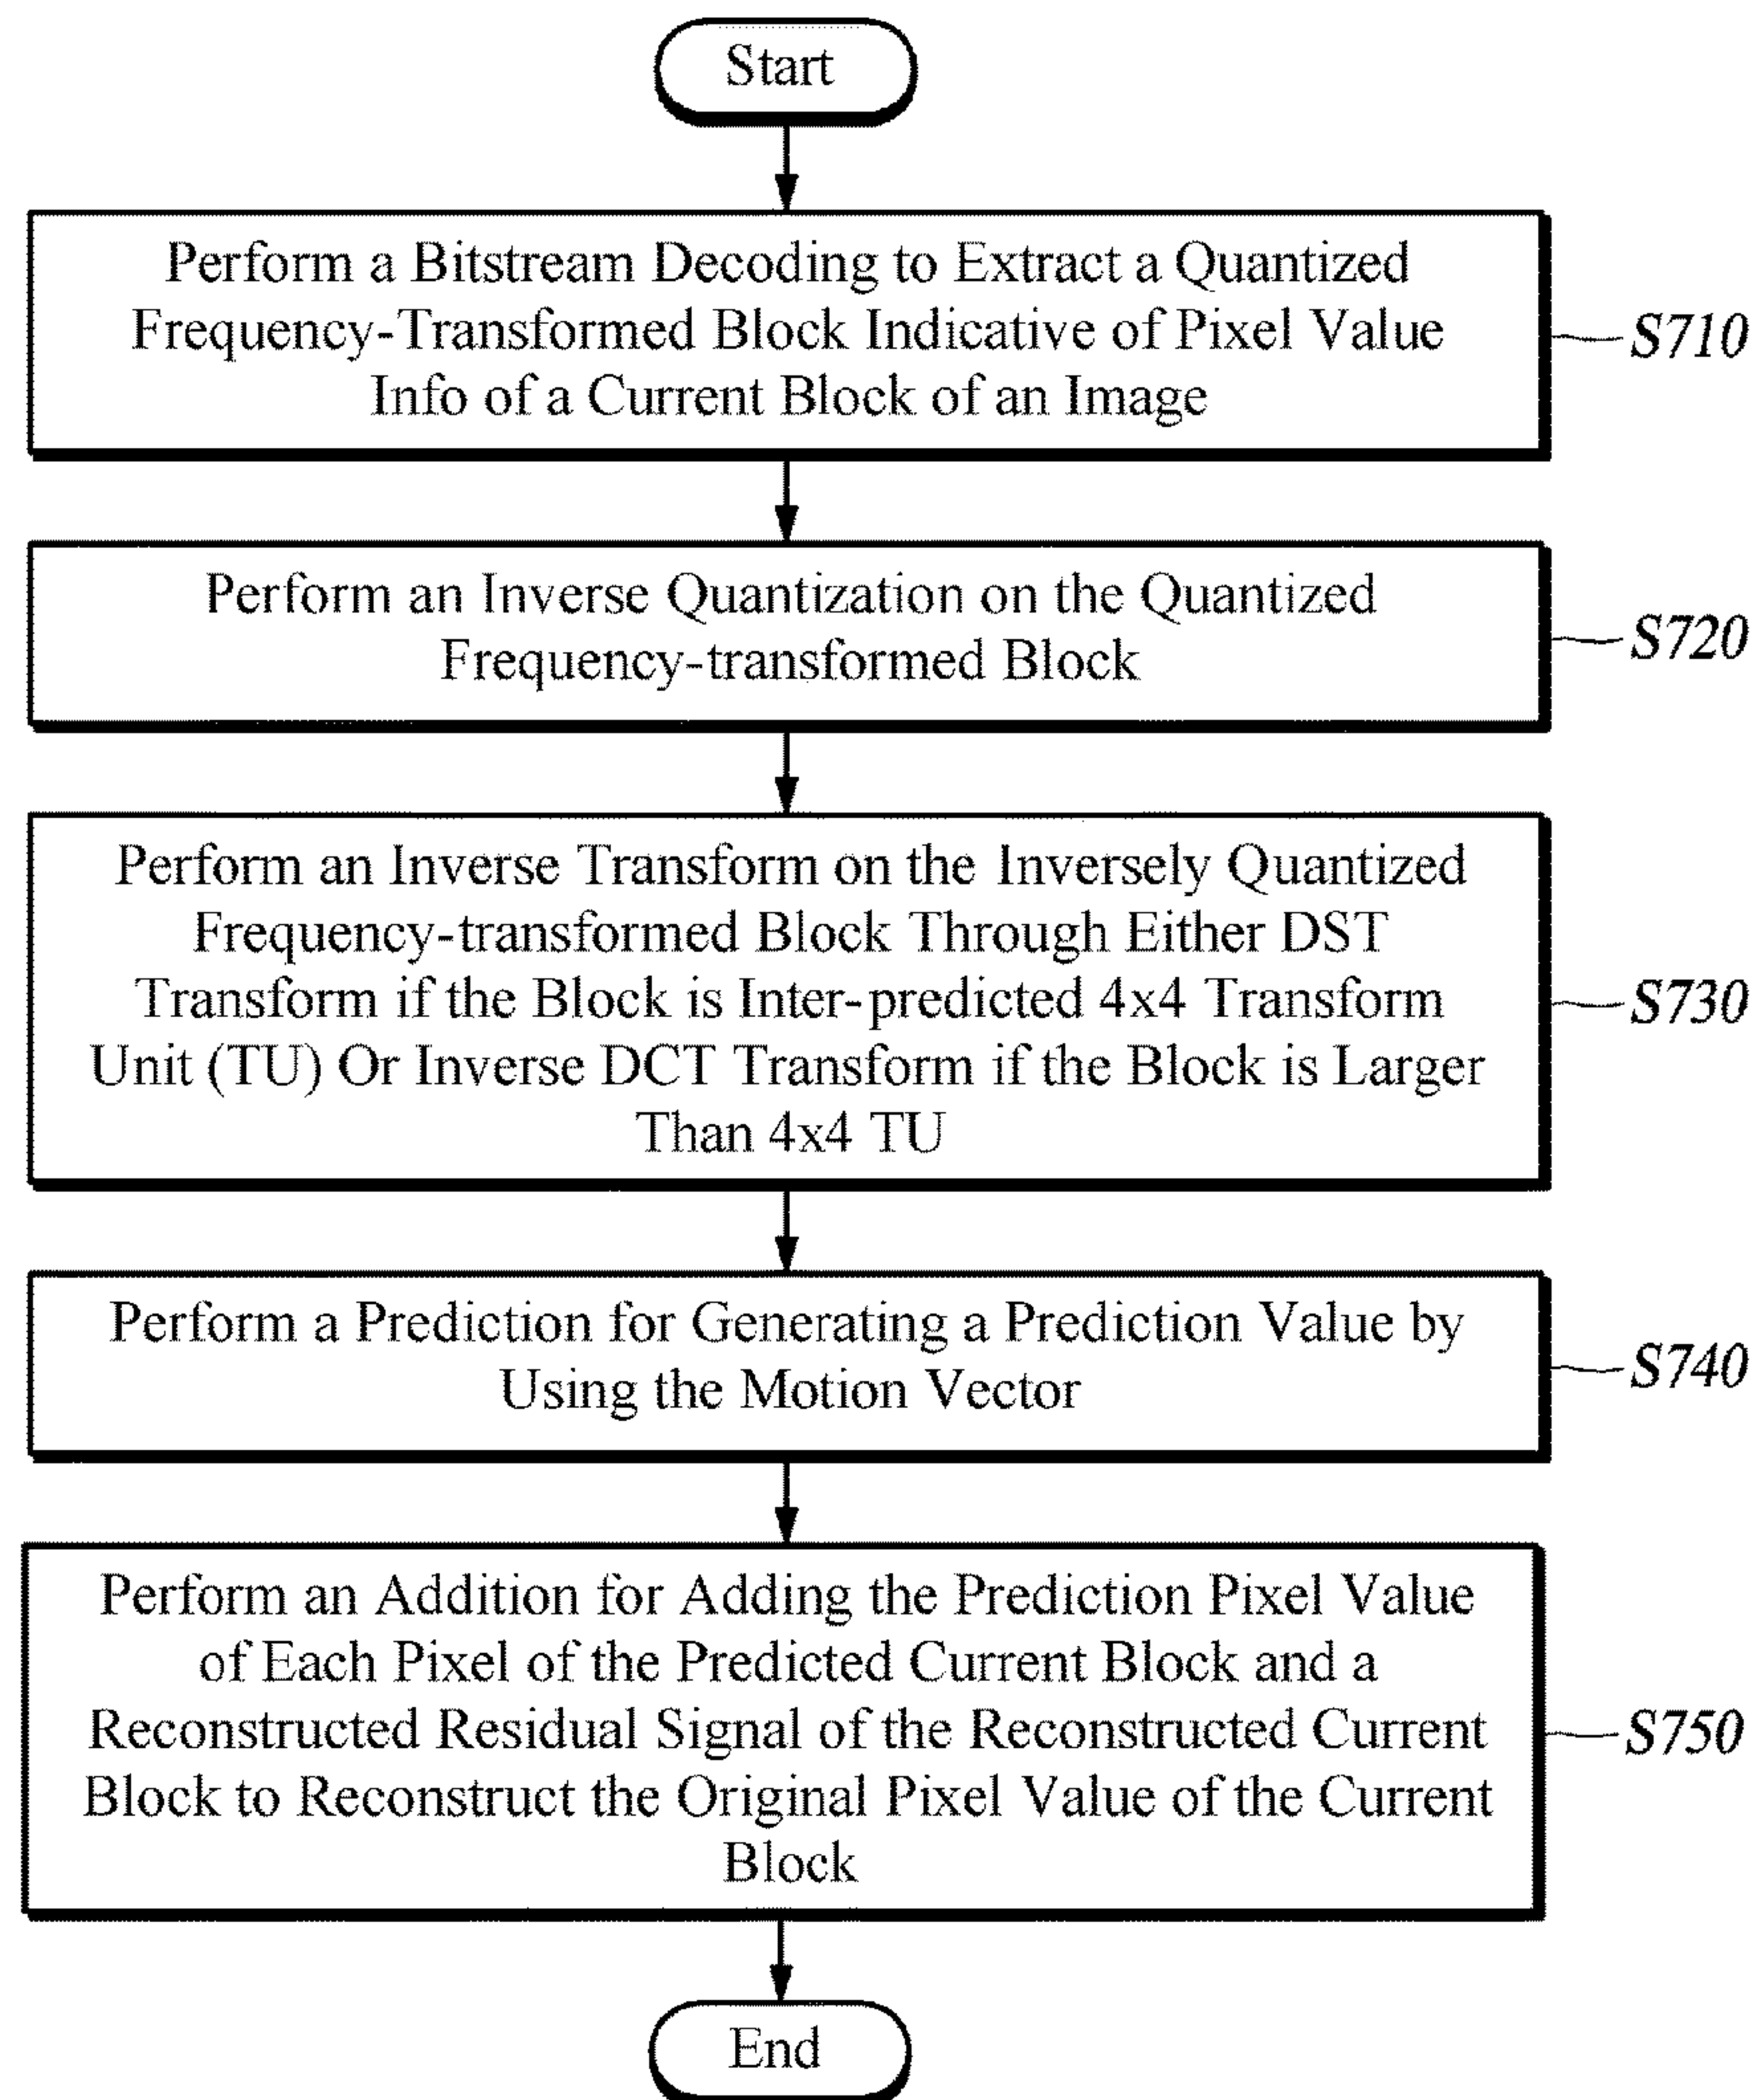 Start
Perform a Bitstream Decoding to Extract a Quantized
Frequency-Transformed Block Indicative of Pixel Value
Info of a Current Block of an Image
S710
Perform an Inverse Quantization on the Quantized
Frequency-transformed Block
S720
Perform an Inverse Transform on the Inversely Quantized
Frequency-transformed Block Through Either DST
Transform if the Block is Inter-predicted 4x4 Transform
Unit (TU) Or Inverse DCT Transform if the Block is Larger
Than 4x4 TU
S730
Perform a Prediction for Generating a Prediction Value by
Using the Motion Vector
S740
Perform an Addition for Adding the Prediction Pixel Value
of Each Pixel of the Predicted Current Block and a
Reconstructed Residual Signal of the Reconstructed Current
Block to Reconstruct the Original Pixel Value of the Current
Block
S750
End